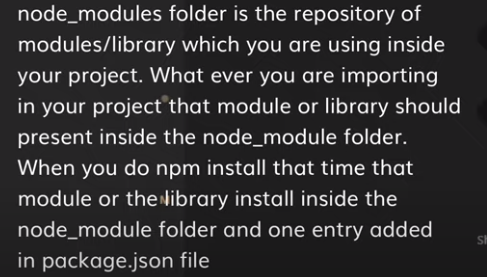 node_modules folder is the repository of
modules/library which you are using inside
your project. What ever you are importing
in your project that module or library should
present inside the node_module folder.
When you do npm install that time that
module or the library install inside the
node_module folder and one entry added
in package.json file